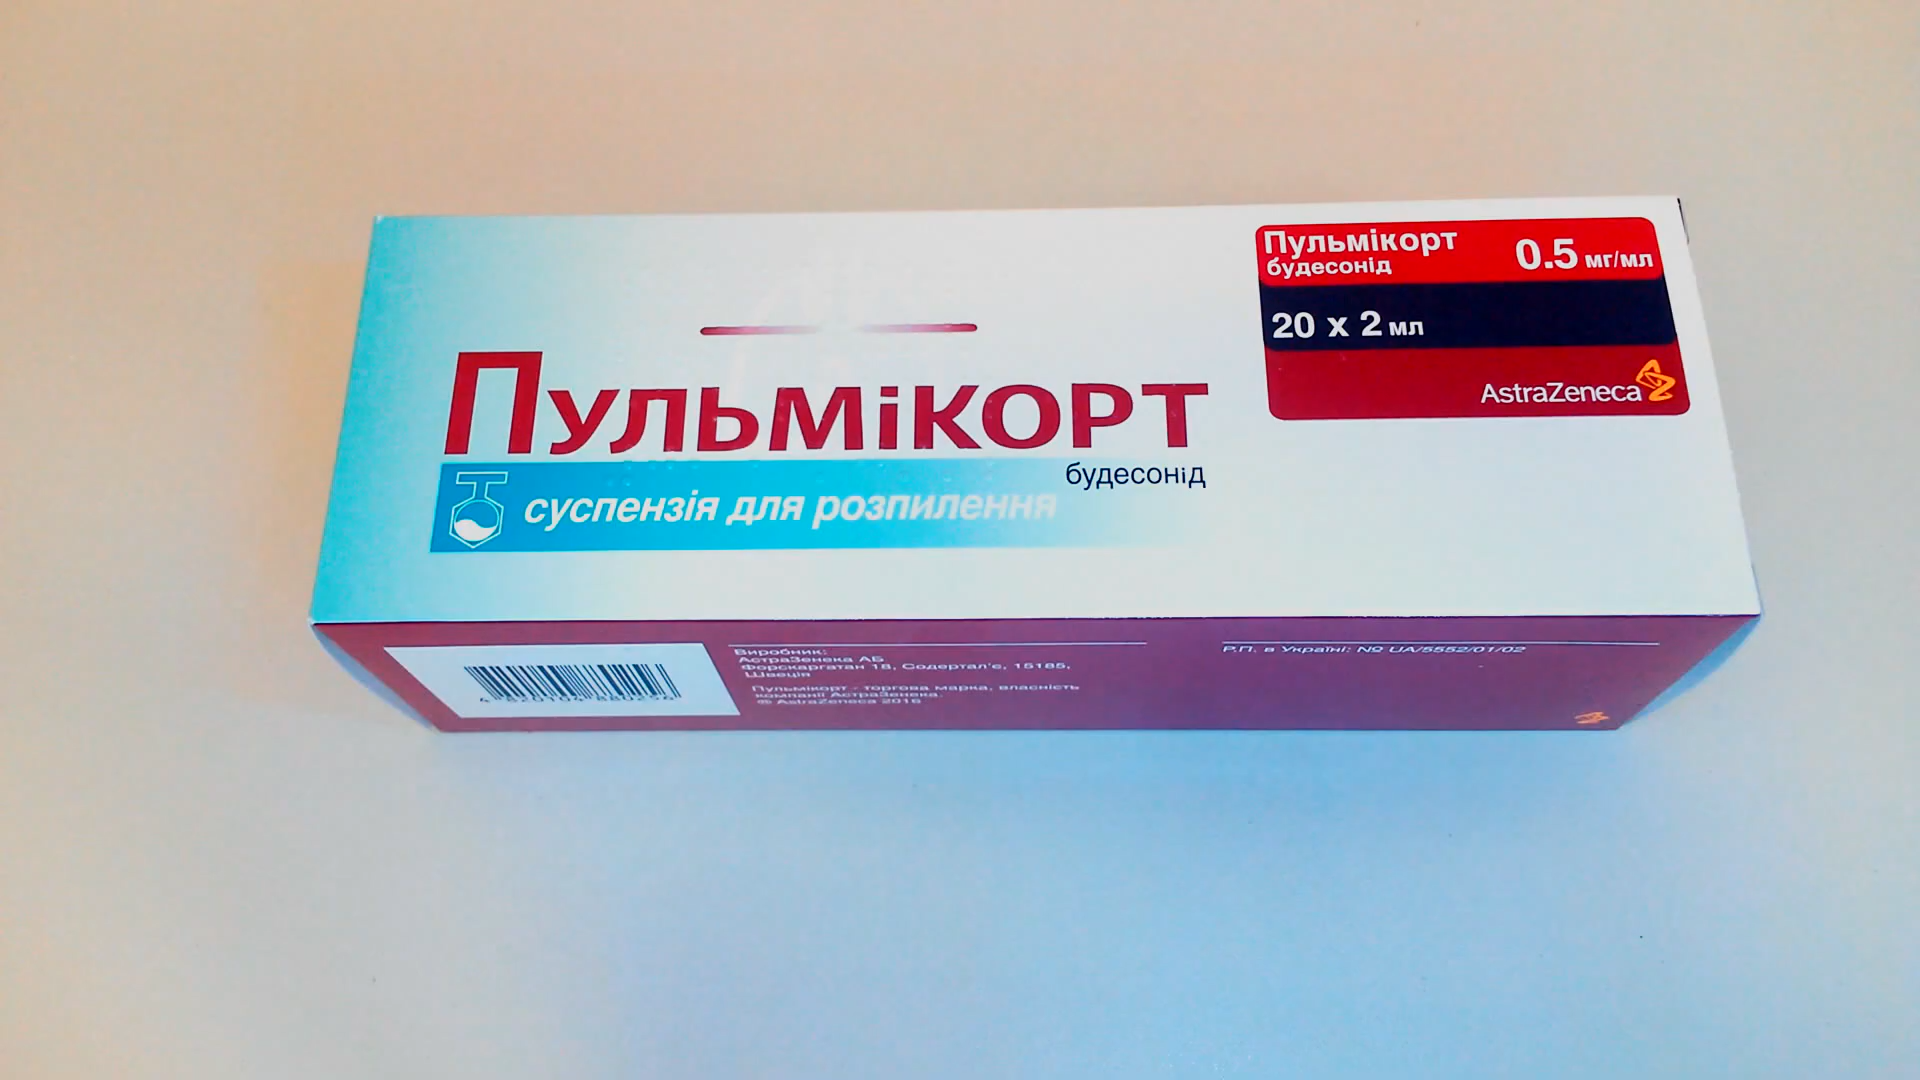 Пульмікорт
будесонід
0.5 мг/мл
20 x 2 мл
AstraZeneca
Пульмікорт
будесонід
суспензія для розпилення
Виробник:
АстраЗенека АБ
Форскаргатан 18, Содертал'є, 15185,
Швеція
Пульмікорт - торгова марка, власність
компанії АстраЗенека.
© AstraZeneca 2016
Р.П. в Україні: № UA/5552/01/02